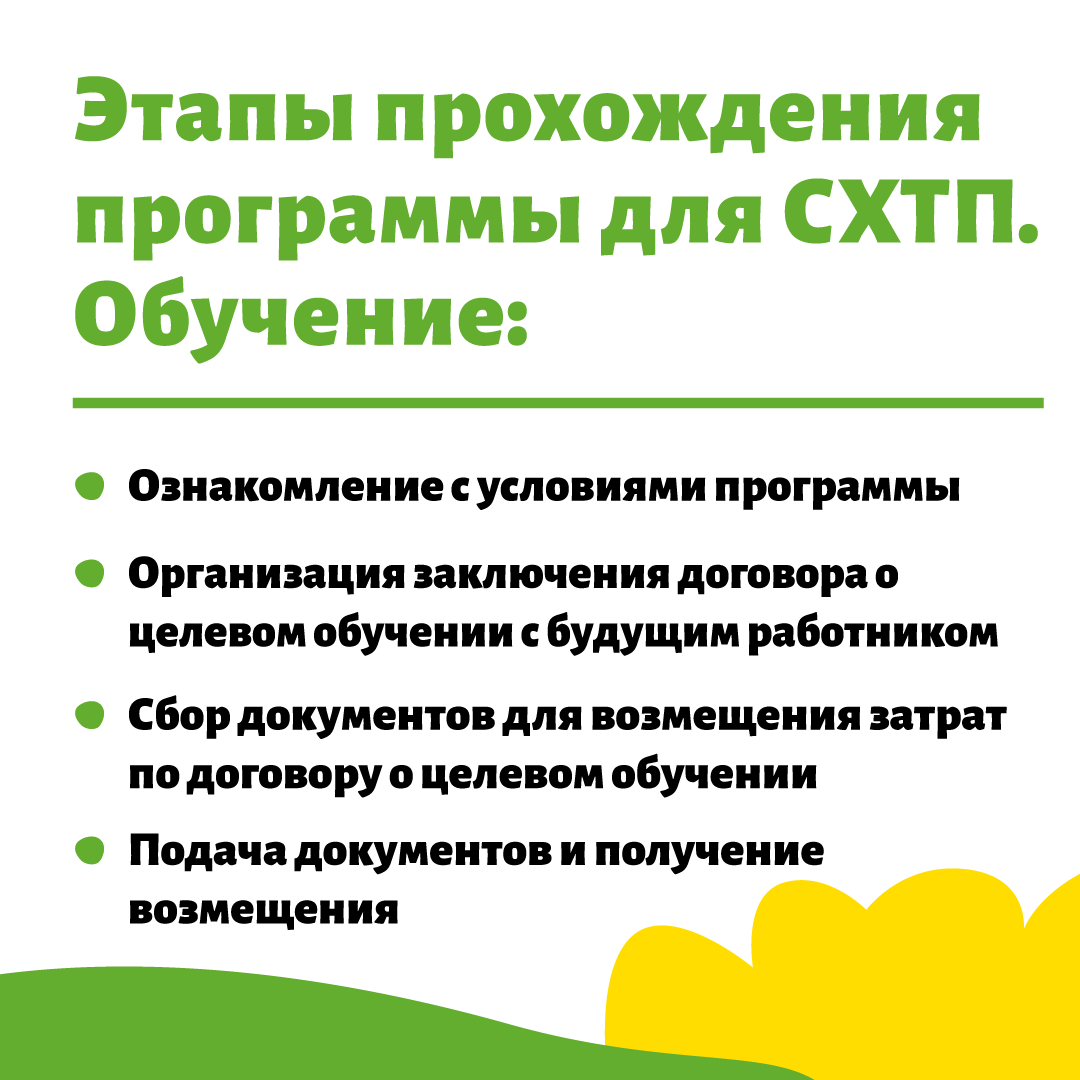 Этапы прохождения
программы для СХТП.
Обучение:
Ознакомление с условиями программы
Организация заключения договора о
целевом обучении с будущим работником
Сбор документов для возмещения затрат
по договору о целевом обучении
Подача документов и получение
возмещения